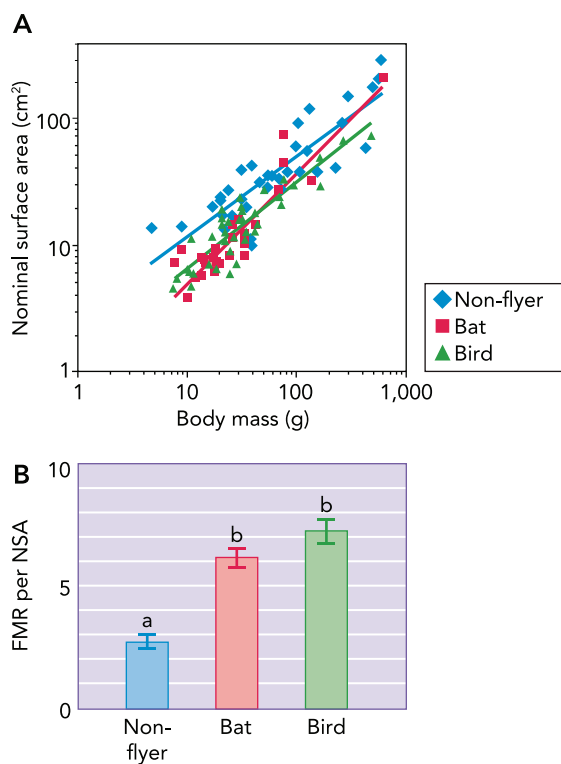 A
Nominal surface area (cm²)
100
10
1
1
10
100
1,000
Body mass (g)
Non-flyer
Bat
Bird
B
FMR per NSA
10
5
0
a
b
b
Non-
flyer
Bat
Bird